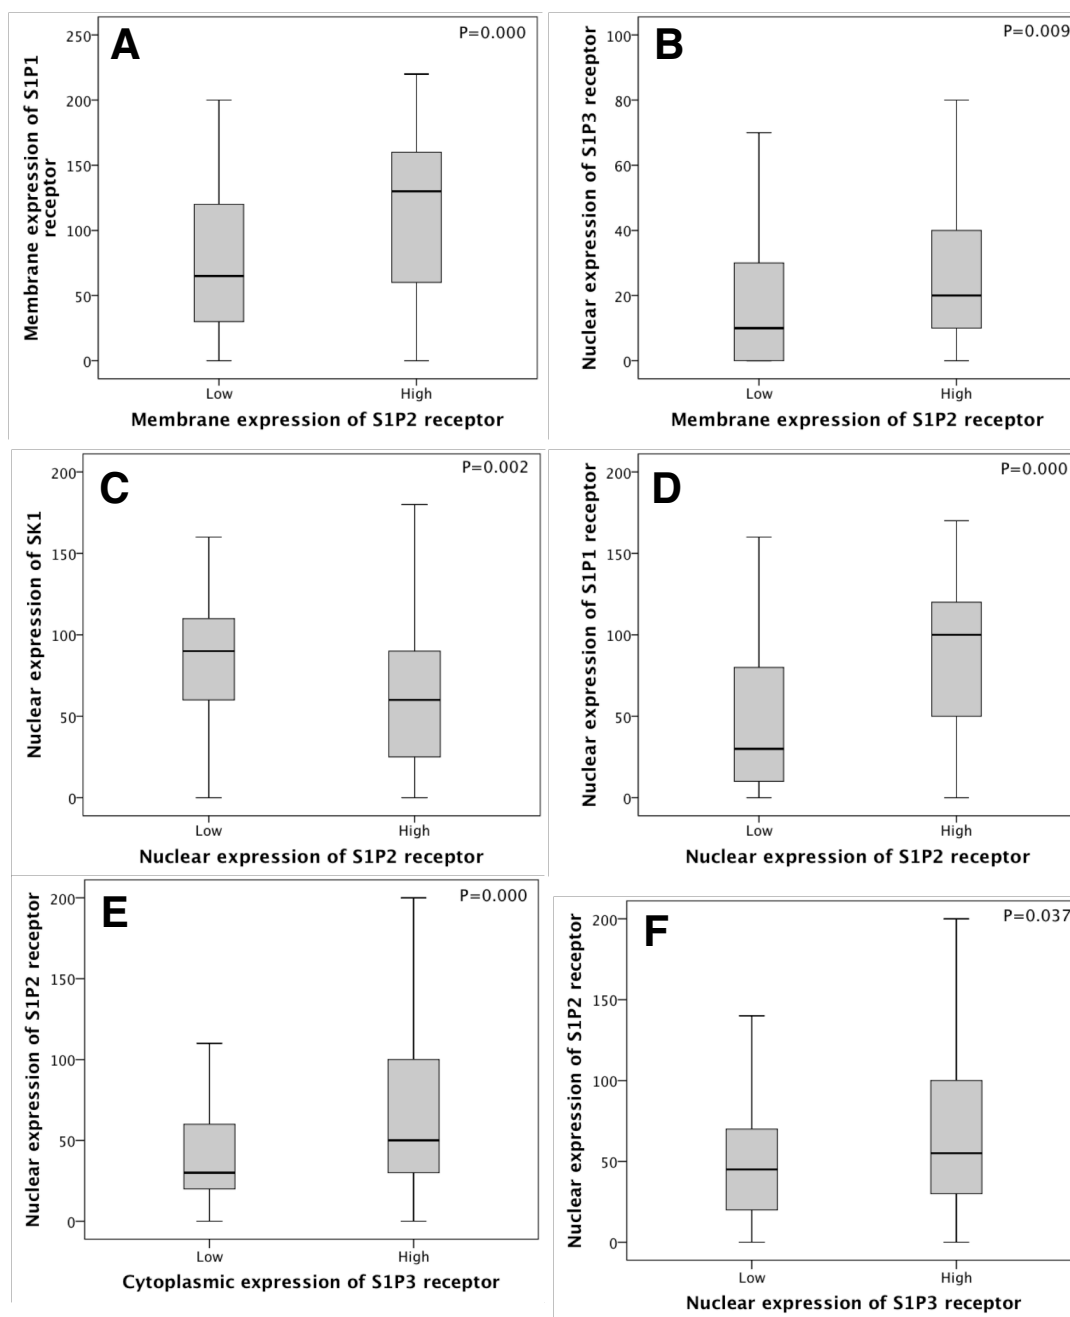 A
P=0.000
Membrane expression of S1P1
receptor
250
200
150
100
50
0
Low
High
Membrane expression of S1P2 receptor
B
P=0.009
Nuclear expression of S1P3 receptor
100
80
60
40
20
0
Low
High
Membrane expression of S1P2 receptor
C
P=0.002
Nuclear expression of SK1
200
150
100
50
0
Low
High
Nuclear expression of S1P2 receptor
D
P=0.000
Nuclear expression of S1P1 receptor
200
150
100
50
0
Low
High
Nuclear expression of S1P2 receptor
E
P=0.000
Nuclear expression of S1P2 receptor
200
150
100
50
0
Low
High
Cytoplasmic expression of S1P3 receptor
F
P=0.037
Nuclear expression of S1P2 receptor
200
150
100
50
0
Low
High
Nuclear expression of S1P3 receptor